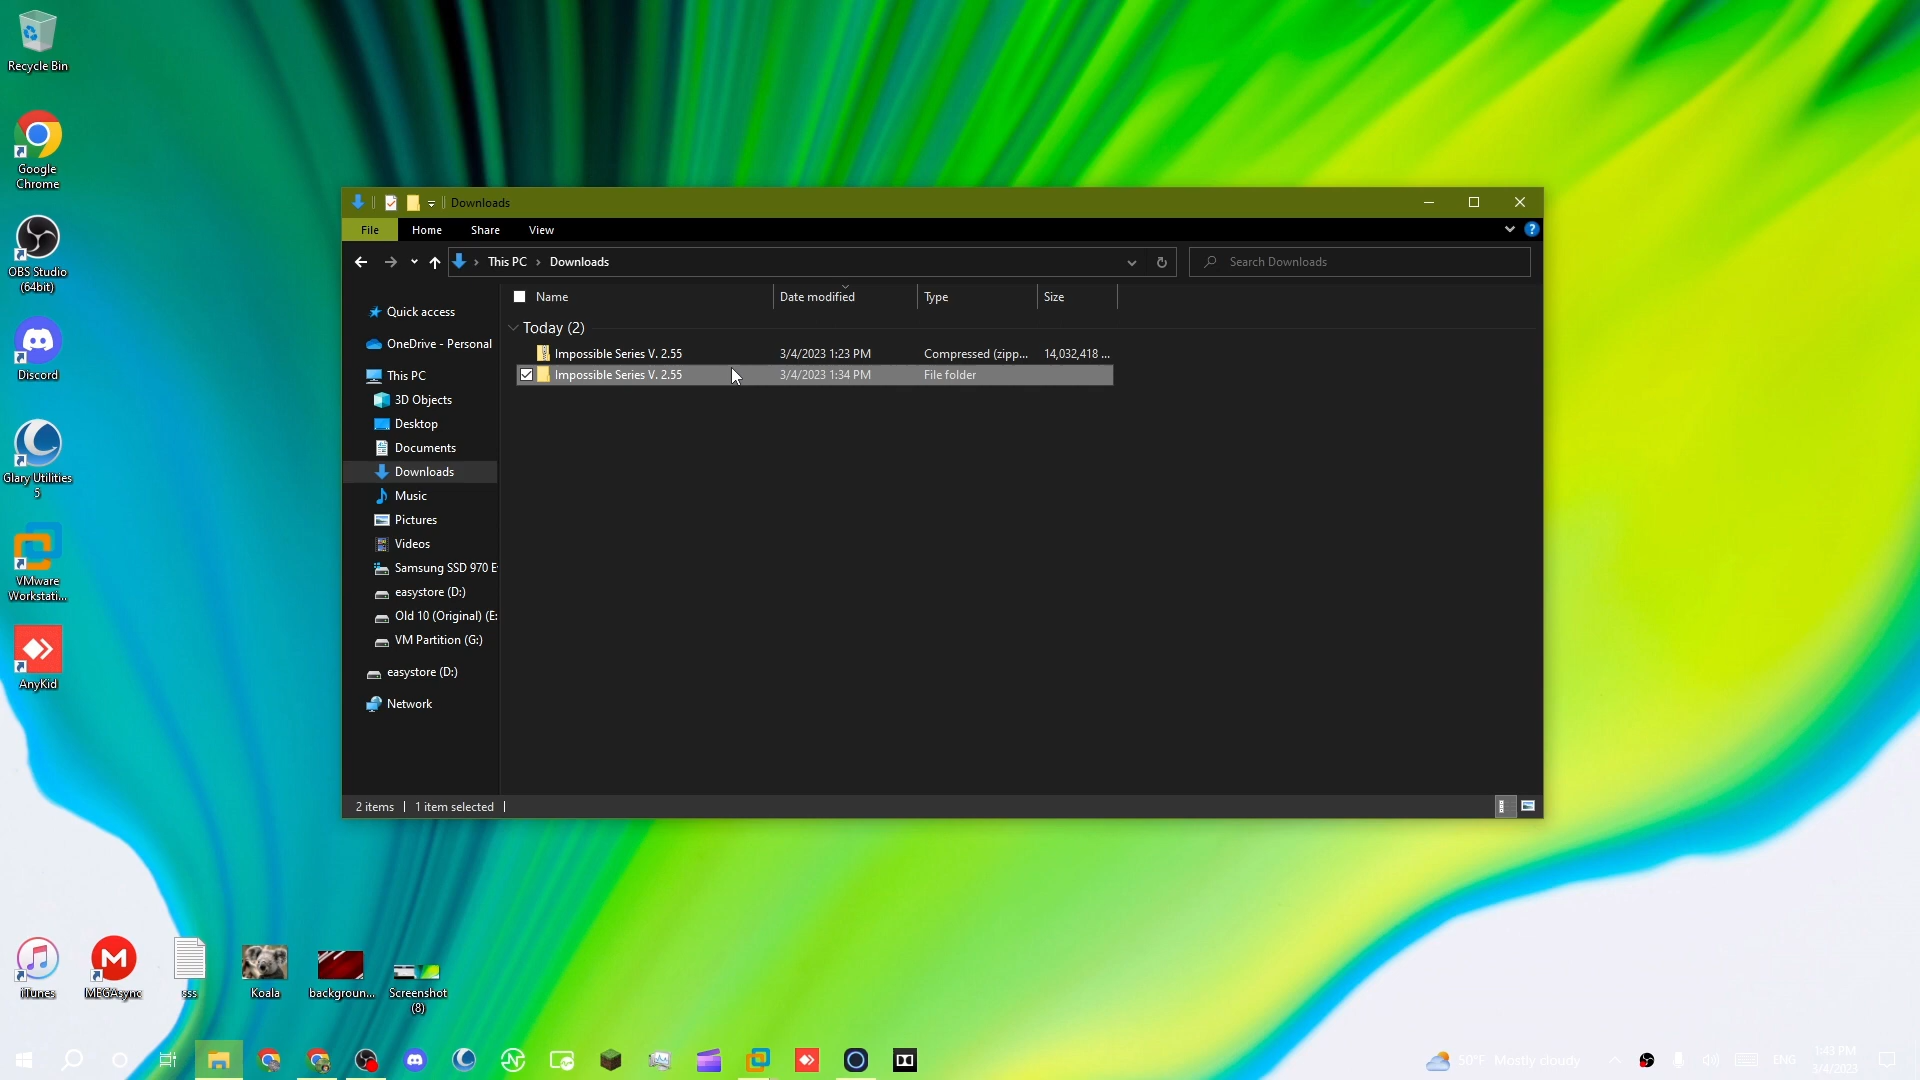 Recycle Bin
Google
Chrome
OBS Studio
(64bit)
Discord
Glary Utilities
5
VMware
Workstati...
AnyKid
Downloads
File
Home
Share
View
This PC
Downloads
Search Downloads
Quick access
OneDrive - Personal
This PC
3D Objects
Desktop
Documents
Downloads
Music
Pictures
Videos
Samsung SSD 970 E
easystore (D:)
Old 10 (Original) (E:
VM Partition (G:)
easystore (D:)
Network
Name
Date modified
Type
Size
Today (2)
Impossible Series V. 2.55
3/4/2023 1:23 PM
Compressed (zipp...
14,032,418 ...
Impossible Series V. 2.55
3/4/2023 1:34 PM
File folder
2 items
1 item selected
iTunes
MEGAsync
css
Koala
backgroun...
Screenshot
(8)
50°F Mostly cloudy
ENG
1:43 PM
3/4/2023